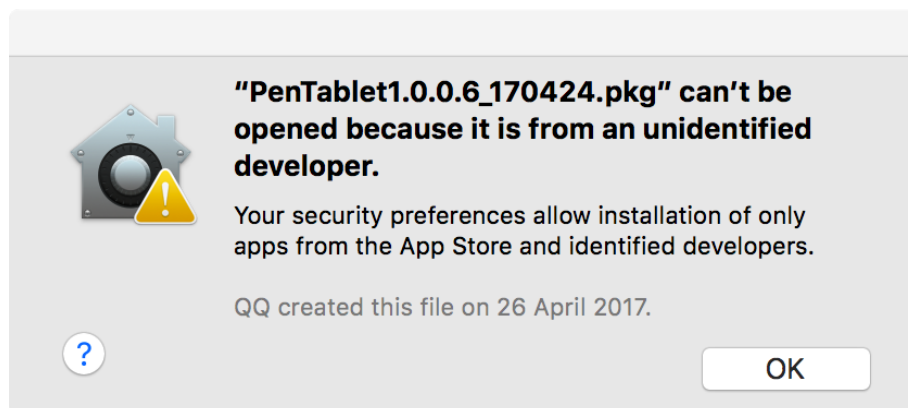 “PenTablet1.0.0.6_170424.pkg” can’t be
opened because it is from an unidentified
developer.
Your security preferences allow installation of only
apps from the App Store and identified developers.
QQ created this file on 26 April 2017.
?
OK